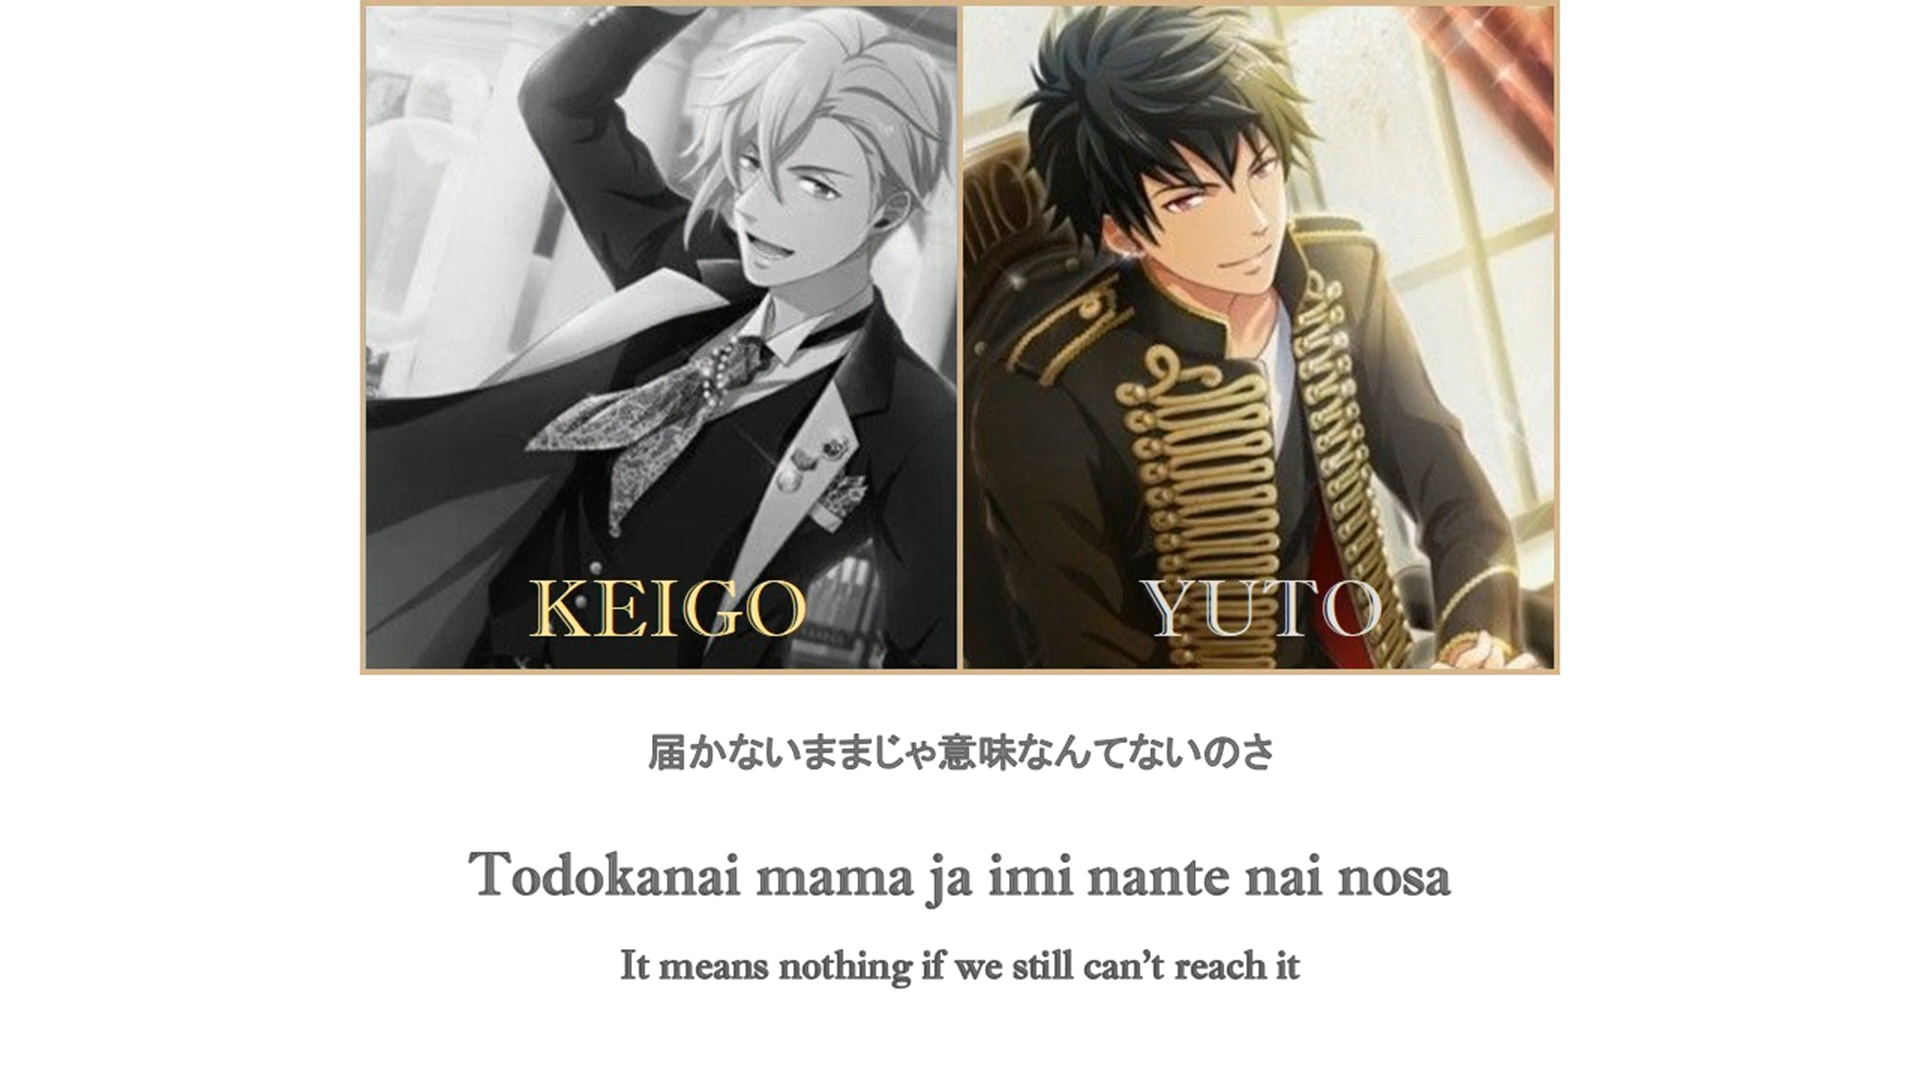 KEIGO
YUTO
届かないままじゃ意味なんてないのさ
Todokanai mama ja imi nante nai nosa
It means nothing if we still can’t reach it